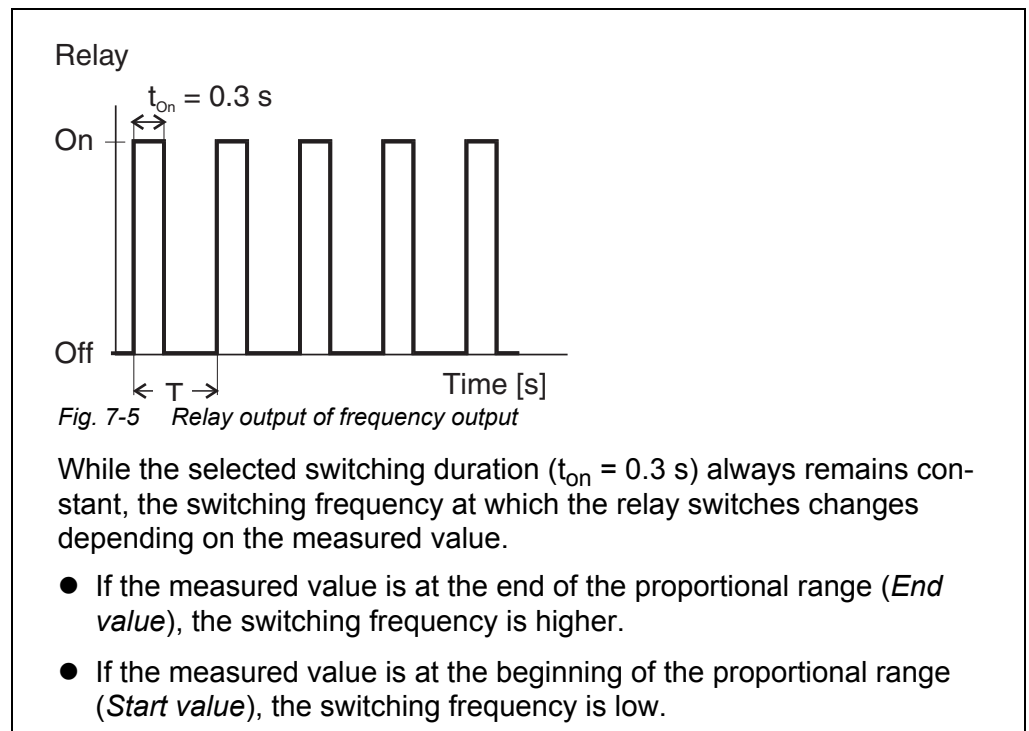 Relay
tOn = 0.3 s
On
Off
T
Time [s]
Fig. 7-5 Relay output of frequency output
While the selected switching duration (ton = 0.3 s) always remains con-
stant, the switching frequency at which the relay switches changes
depending on the measured value.
● If the measured value is at the end of the proportional range (End
value), the switching frequency is higher.
● If the measured value is at the beginning of the proportional range
(Start value), the switching frequency is low.